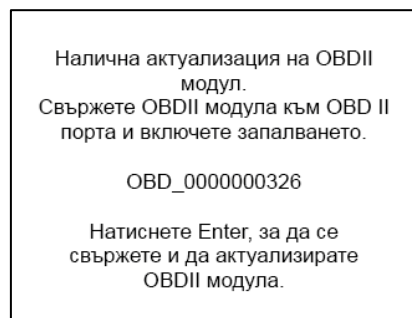 Налична актуализация на OBDII
модул.
Свържете OBDII модула към OBD II
порта и включете запалването.
OBD_0000000326
Натиснете Enter, за да се
свържете и да актуализирате
OBDII модула.